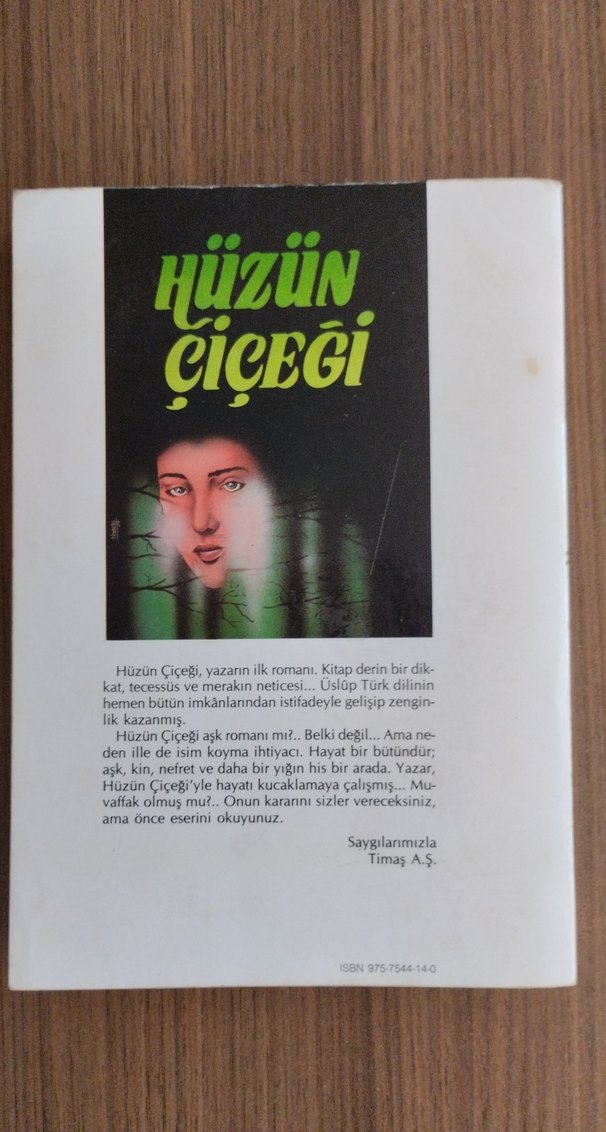 HÜZÜN
ÇİÇEĞİ
Hüzün Çiçeği, yazarın ilk romanı. Kitap derin bir dik-
kat, tecessüs ve merakın neticesi... Üslûp Türk dilinin
hemen bütün imkânlarından istifadeyle gelişip zengin-
lik kazanmış.
Hüzün Çiçeği aşk romanı mı?.. Belki değil... Ama ne-
den ille de isim koyma ihtiyacı. Hayat bir bütündür;
aşk, kin, nefret ve daha bir yığın his bir arada. Yazar,
Hüzün Çiçeği'yle hayatı kucaklamaya çalışmış... Mu-
vaffak olmuş mu?.. Onun kararını sizler vereceksiniz,
ama önce eserini okuyunuz.
Saygılarımızla
Timaş A.Ş.
ISBN 975-7544-14-0